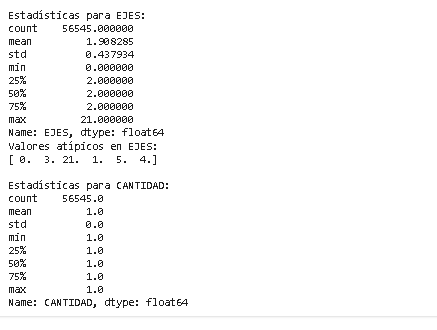 Estadísticas para EJES:
count    56545.000000
mean         1.908285
std          0.437934
min          0.000000
25%          2.000000
50%          2.000000
75%          2.000000
max         21.000000
Name: EJES, dtype: float64
Valores atípicos en EJES:
[ 0.  3. 21.  1.  5.  4.]
Estadísticas para CANTIDAD:
count    56545.0
mean         1.0
std          0.0
min          1.0
25%          1.0
50%          1.0
75%          1.0
max          1.0
Name: CANTIDAD, dtype: float64